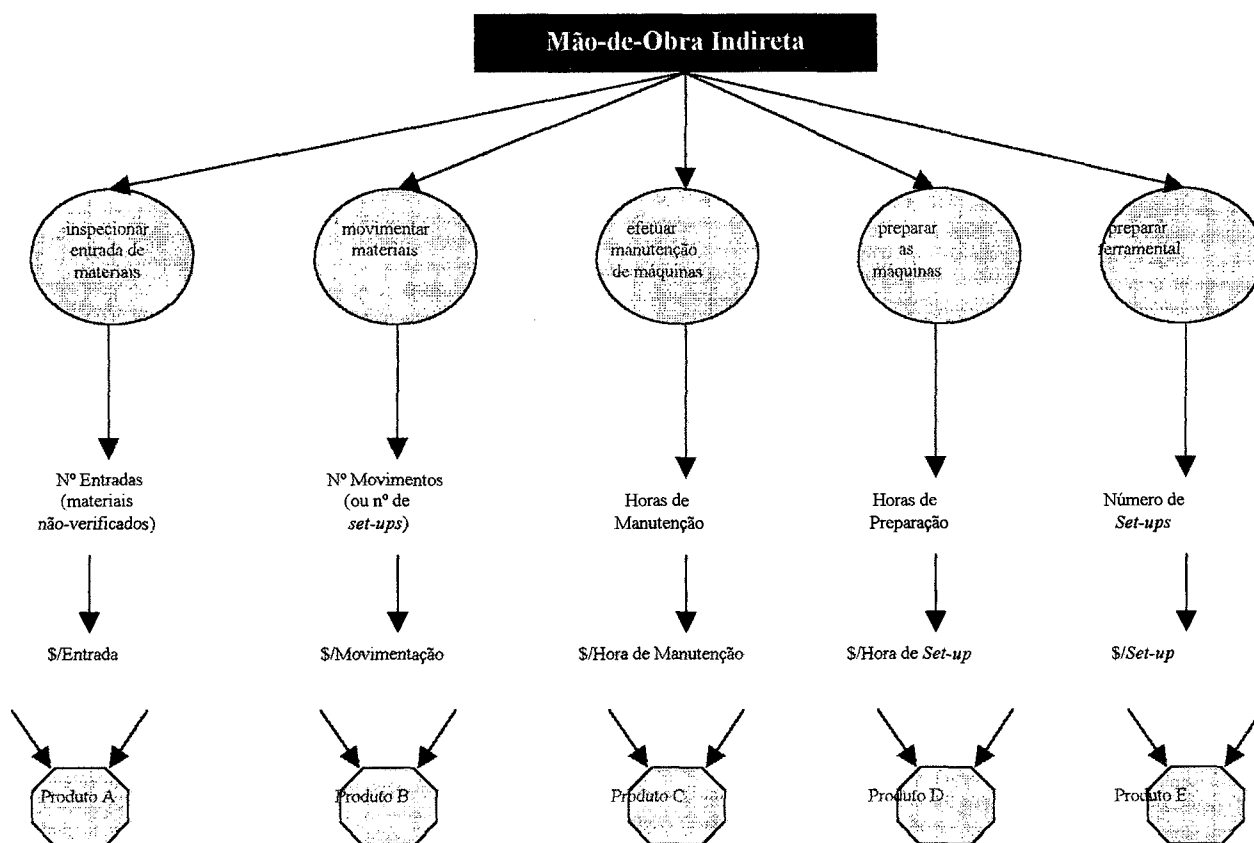 Mão-de-Obra Indireta
inspecionar
entrada de
materiais
movimentar
materiais
efetuar
manutenção
de máquinas
preparar
as
máquinas
preparar
ferramental
Nº Entradas
(materiais
não-verificados)
Nº Movimentos
(ou nº de
set-ups)
Horas de
Manutenção
Horas de
Preparação
Número de
Set-ups
$/Entrada
$/Movimentação
$/Hora de Manutenção
$/Hora de Set-up
$/Set-up
Produto A
Produto B
Produto C
Produto D
Produto E